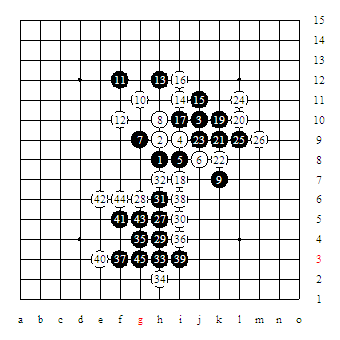 15
14
13
11 13 16 12
10 14 15 24 11
12 8 17 3 19 20 10
7 2 4 23 21 25 26 9
1 5 6 22 8
32 18 9 7
42 44 28 31 38 6
41 43 27 30 5
35 29 36 4
40 37 45 33 39 3
34 2
1
a b c d e f g h i j k l m n o